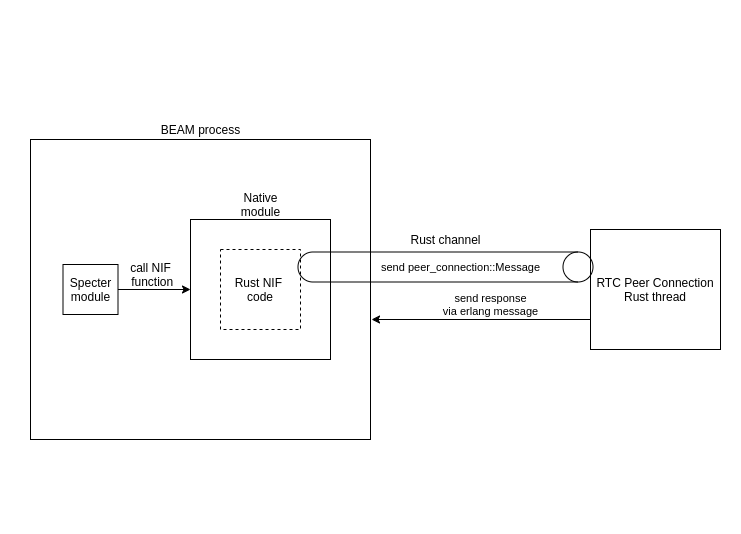 BEAM process
Native
module
Specter
module
call NIF
function
Rust NIF
code
Rust channel
send peer_connection::Message
send response
via erlang message
RTC Peer Connection
Rust thread